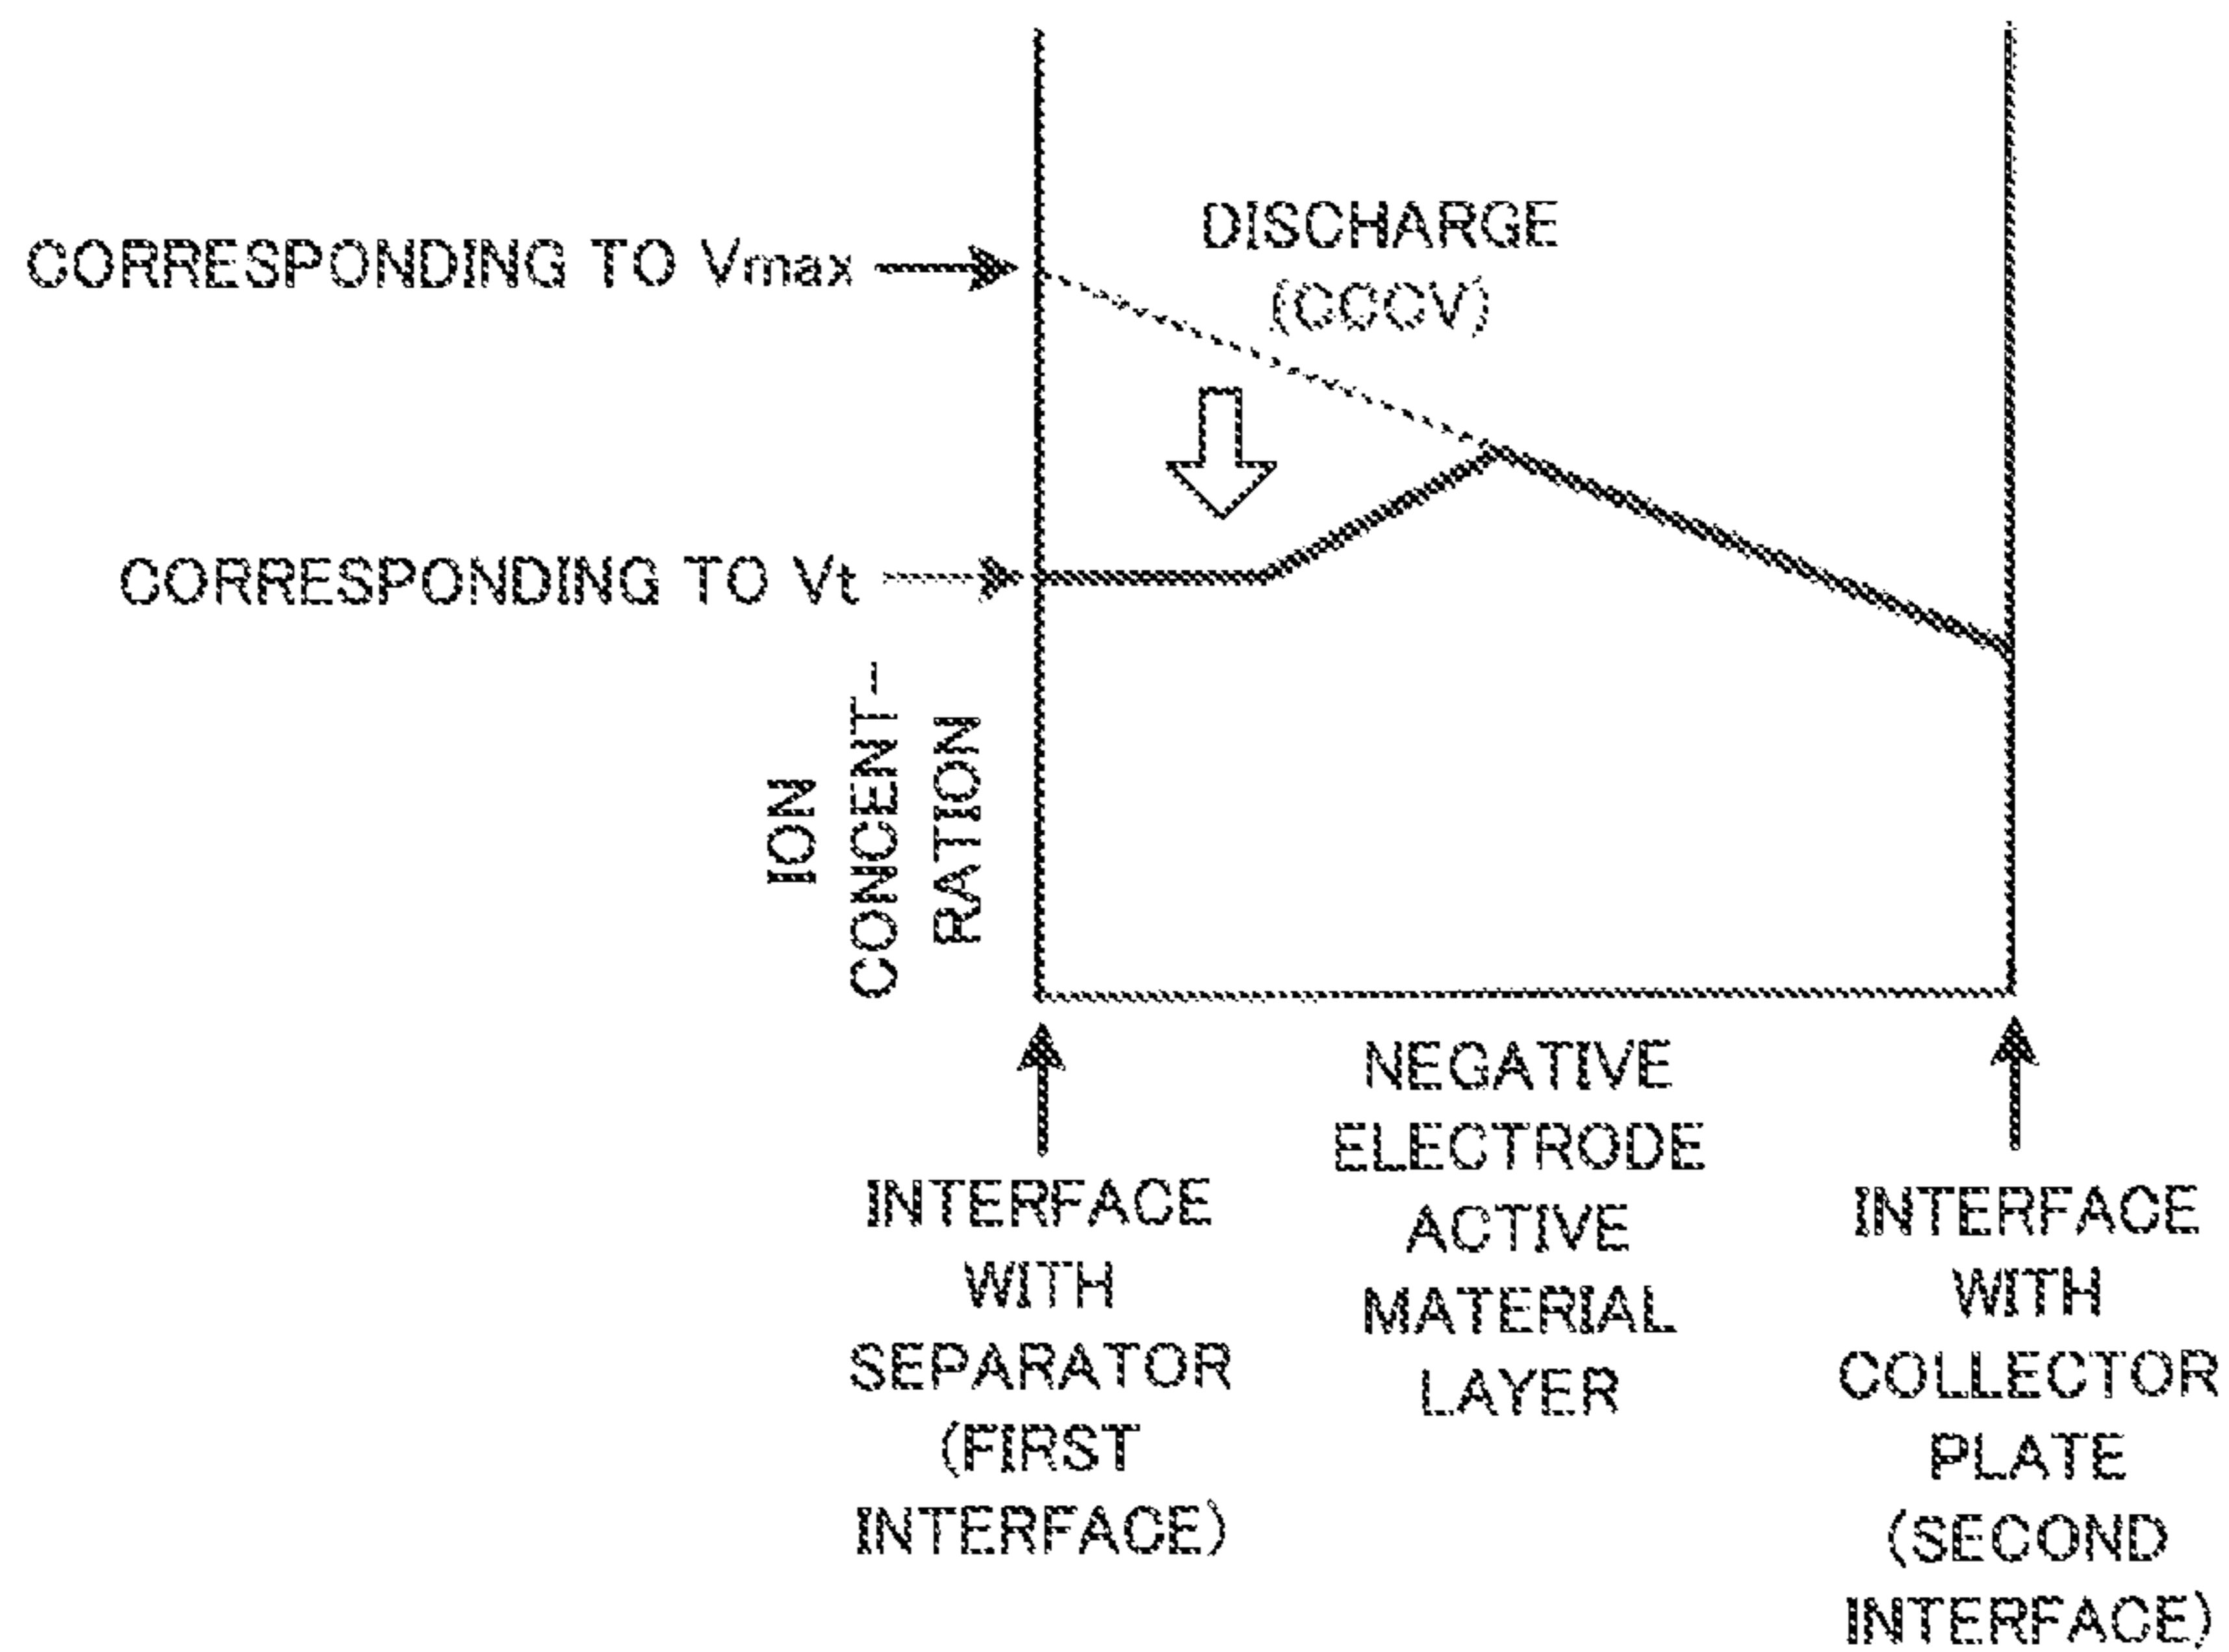 DISCHARGE
(CCCV)
CORRESPONDING TO Vmax
CORRESPONDING TO Vt
ION
CONCENT-
RATION
INTERFACE
WITH
SEPARATOR
(FIRST
INTERFACE)
NEGATIVE
ELECTRODE
ACTIVE
MATERIAL
LAYER
INTERFACE
WITH
COLLECTOR
PLATE
(SECOND
INTERFACE)